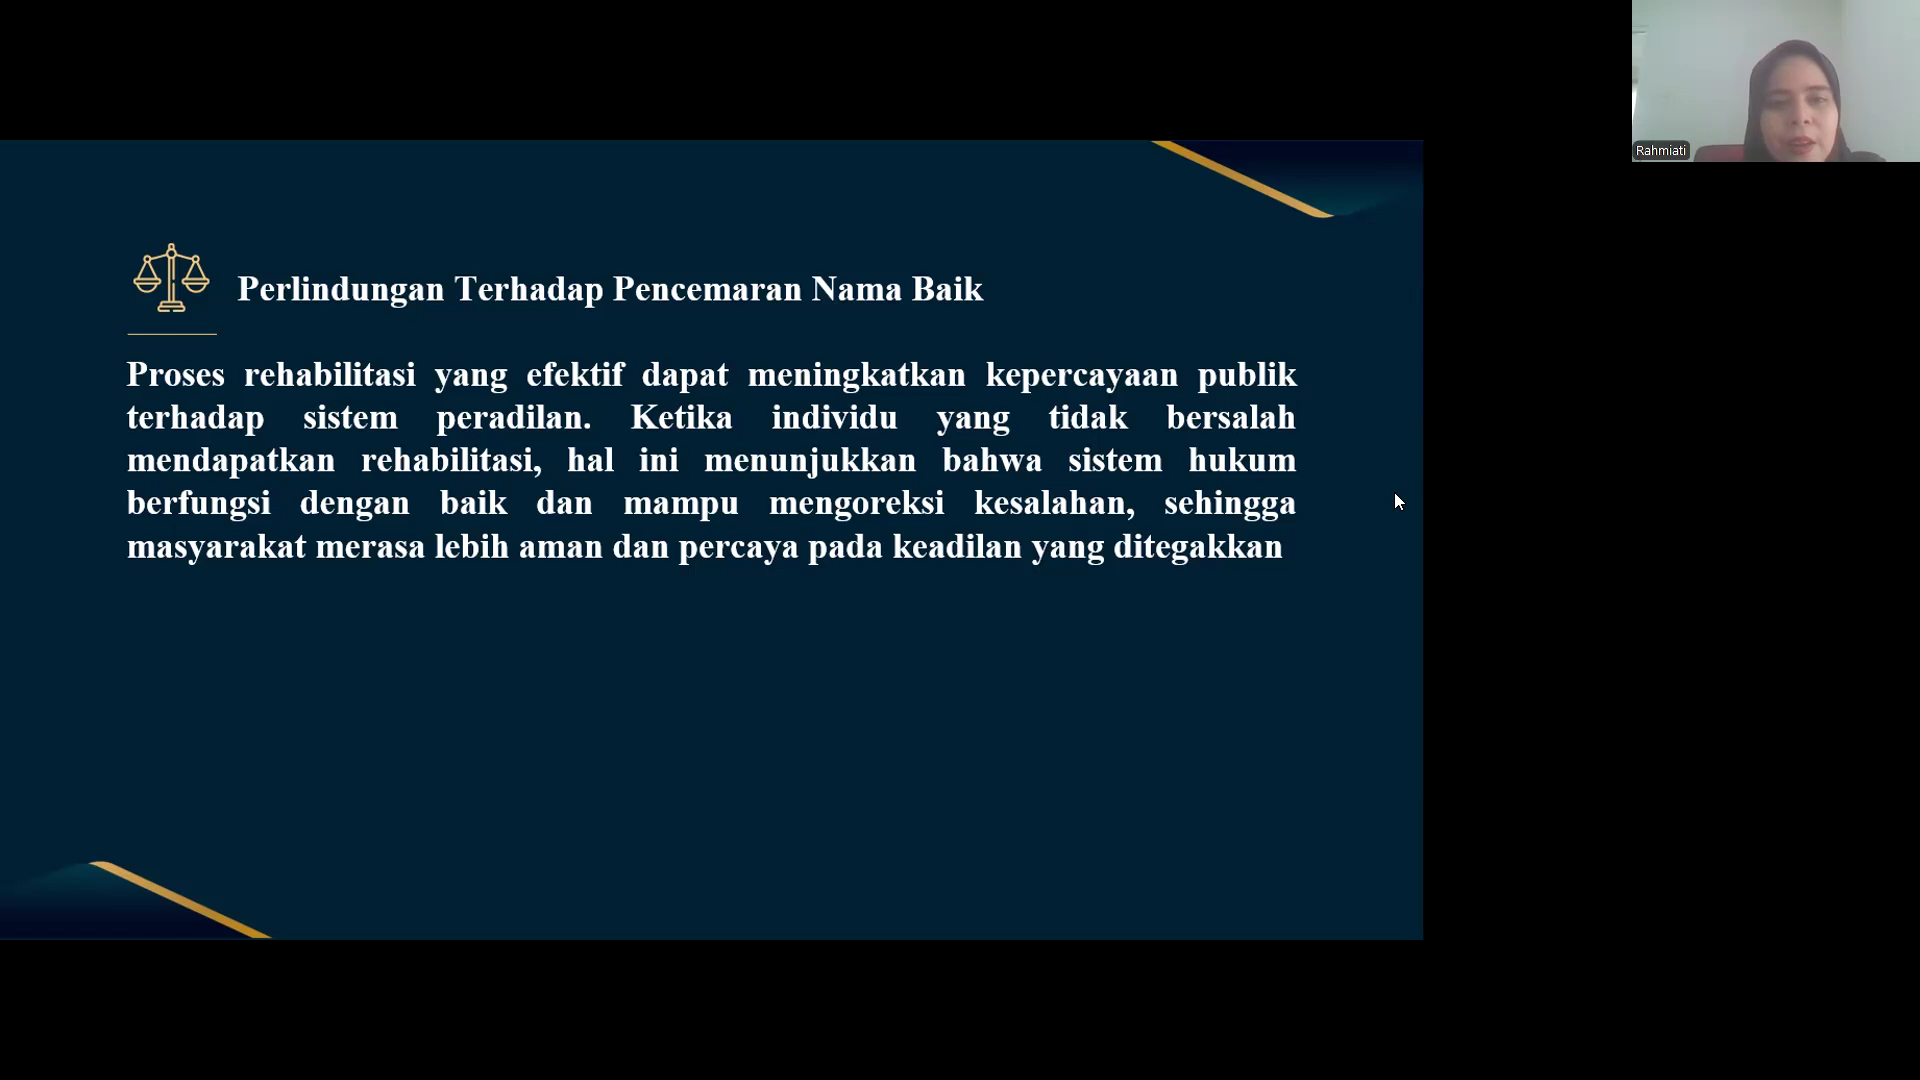 Rahmiati
Perlindungan Terhadap Pencemaran Nama Baik
Proses rehabilitasi yang efektif dapat meningkatkan kepercayaan publik
terhadap sistem peradilan. Ketika individu yang tidak bersalah
mendapatkan rehabilitasi, hal ini menunjukkan bahwa sistem hukum
berfungsi dengan baik dan mampu mengoreksi kesalahan, sehingga
masyarakat merasa lebih aman dan percaya pada keadilan yang ditegakkan